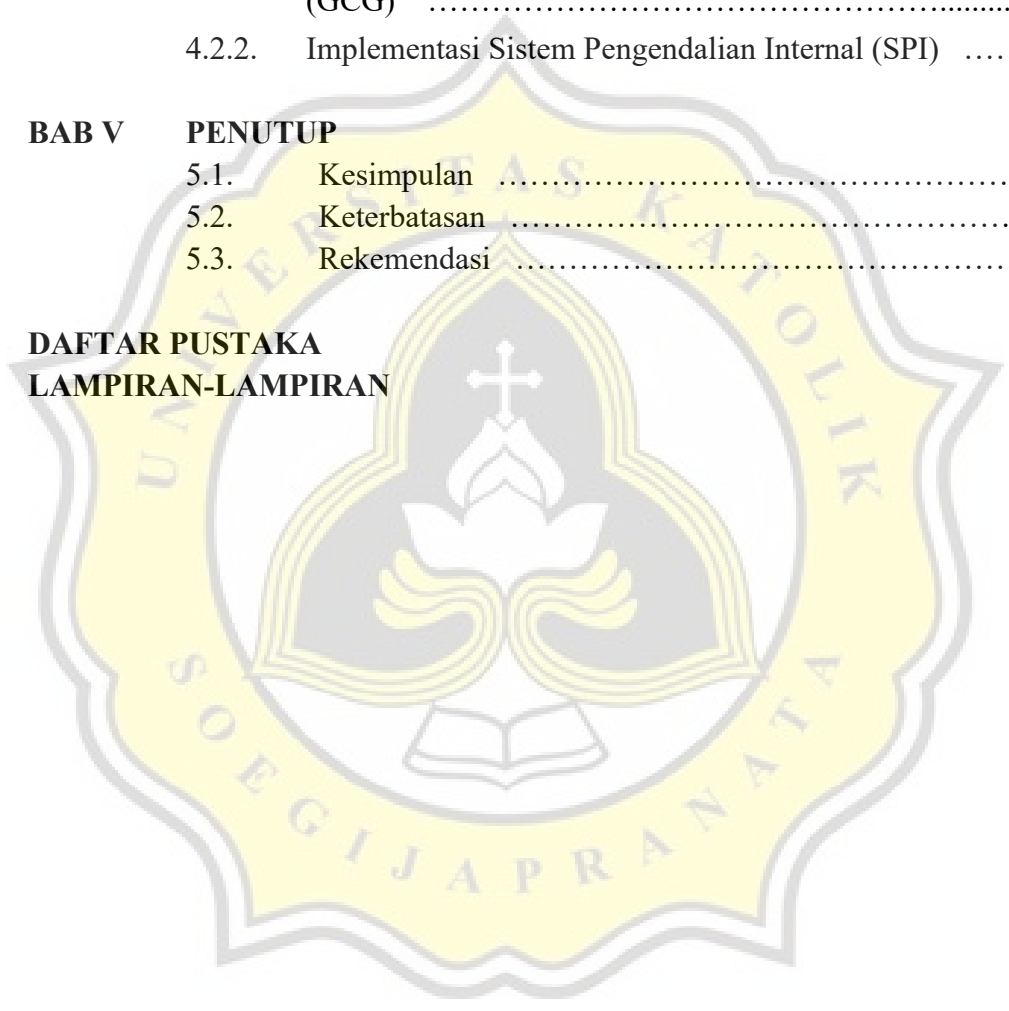 (GCG) ……………………………………………….........
4.2.2. Implementasi Sistem Pengendalian Internal (SPI) ….
BAB V PENUTUP
5.1. Kesimpulan ……………………………………………
5.2. Keterbatasan ……………………………………………
5.3. Rekemendasi ……………………………………………
DAFTAR PUSTAKA
LAMPIRAN-LAMPIRAN
UNIVERSITAS KATOLIK
SOEGIJAPRANATA